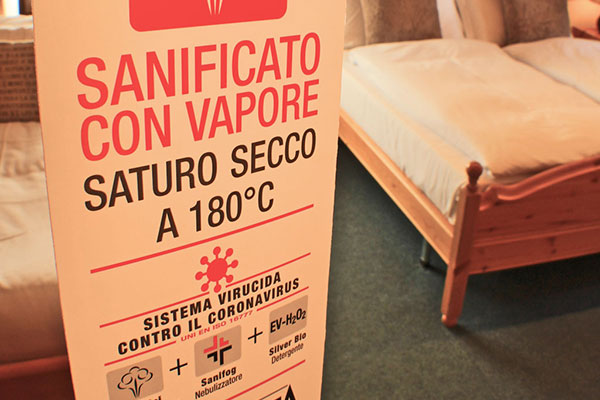 SANIFICATO
CON VAPORE
SATURO SECCO
A 180°C
SISTEMA VIRUCIDA
CONTRO IL CORONAVIRUS
UNI EN ISO 16777
+ +
EV-H2O2
Sanifog
Nebulizzatore
Silver Bio
Detergente